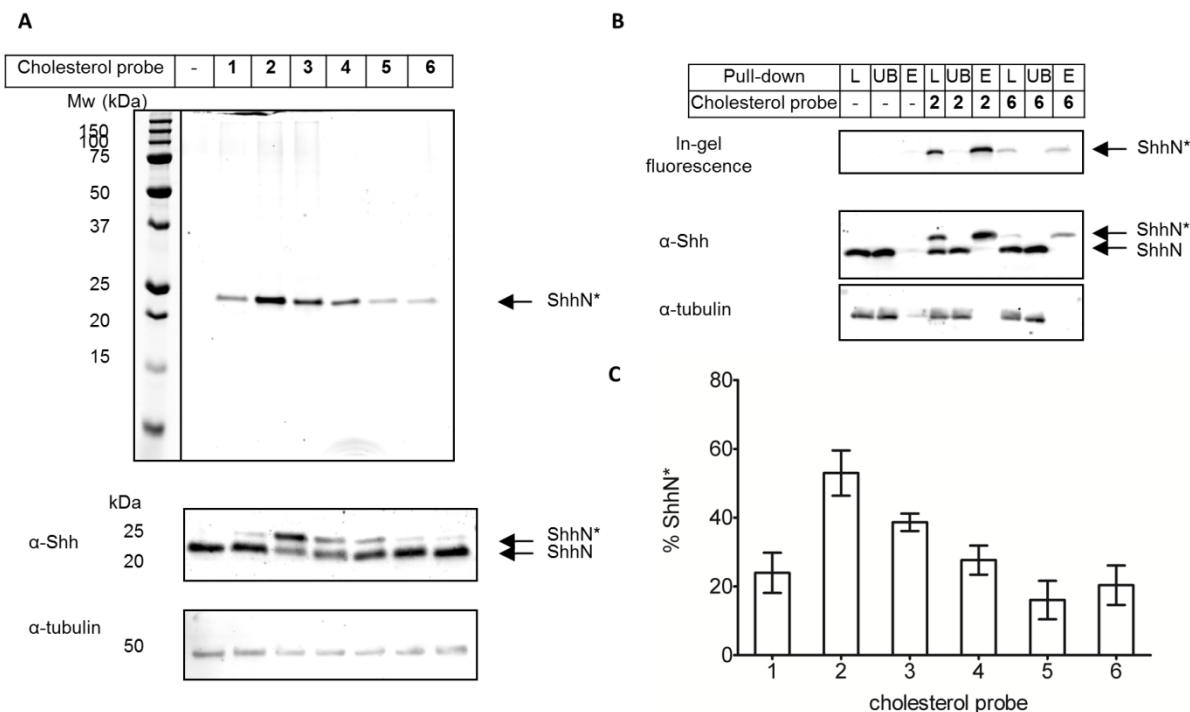 A
Cholesterol probe - 1 2 3 4 5 6
Mw (kDa)
150
100
75
50
37
25
20
15
ShhN*
kDa
α-Shh
25
20
ShhN*
ShhN
α-tubulin
50
B
Pull-down L UB E L UB E L UB E
Cholesterol probe - - - 2 2 2 6 6 6
In-gel
fluorescence
ShhN*
α-Shh
ShhN*
ShhN
α-tubulin
C
% ShhN*
80
60
40
20
0
1 2 3 4 5 6
cholesterol probe